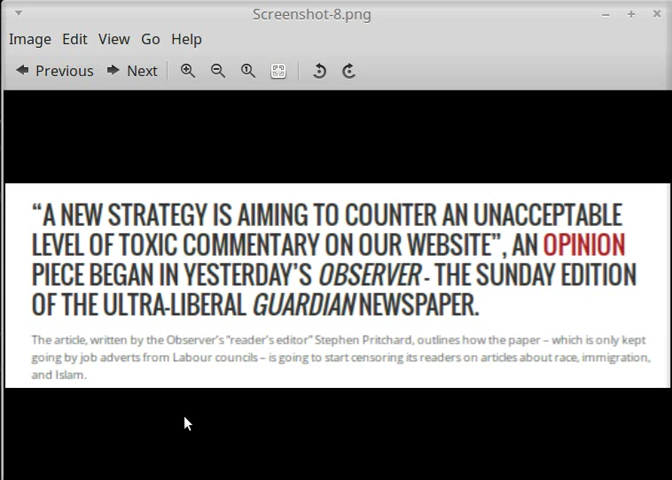 Screenshot-8.png
Image Edit View Go Help
Previous Next
“A NEW STRATEGY IS AIMING TO COUNTER AN UNACCEPTABLE
LEVEL OF TOXIC COMMENTARY ON OUR WEBSITE”, AN OPINION
PIECE BEGAN IN YESTERDAY’S OBSERVER - THE SUNDAY EDITION
OF THE ULTRA-LIBERAL GUARDIAN NEWSPAPER.
The article, written by the Observer’s “reader’s editor” Stephen Pritchard, outlines how the paper – which is only kept
going by job adverts from Labour councils – is going to start censoring its readers on articles about race, immigration,
and Islam.